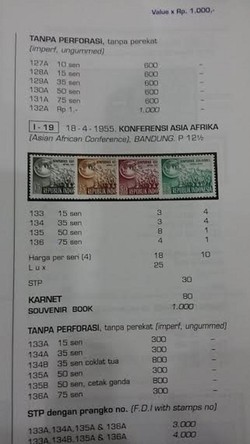 Value x Rp. 1.000,-
TANPA PERFORASI, tanpa perekat
(imperf, ungummed)
127A 10 sen 600 –
128A 15 sen 600 –
129A 35 sen 600 –
130A 50 sen 600 –
131A 75 sen 600 –
132A Rp 1.- 1.000 –
I - 19 18 - 4 - 1955. KONFERENSI ASIA AFRIKA
(Asian African Conference), BANDUNG. P 12½
REPUBLIK INDONESIA
133 15 sen 3 4
134 35 sen 3 4
135 50 sen 8 1
136 75 sen 4 1
Harga per seri (4) 18 10
Lux 25
STP 30
KARNET 80
SOUVENIR BOOK 1.000
TANPA PERFORASI, tanpa perekat (imperf, ungummed)
133A 15 sen 300 –
134A 35 sen 300 –
134B 35 sen coklat tua 800 –
135A 50 sen 300 –
135B 50 sen, cetak ganda 800 –
136A 75 sen 300 –
STP dengan prangko no. (F.D.I with stamps no)
133A,134A,135A & 136A 3.000
133A,134B,135A & 136A 4.000